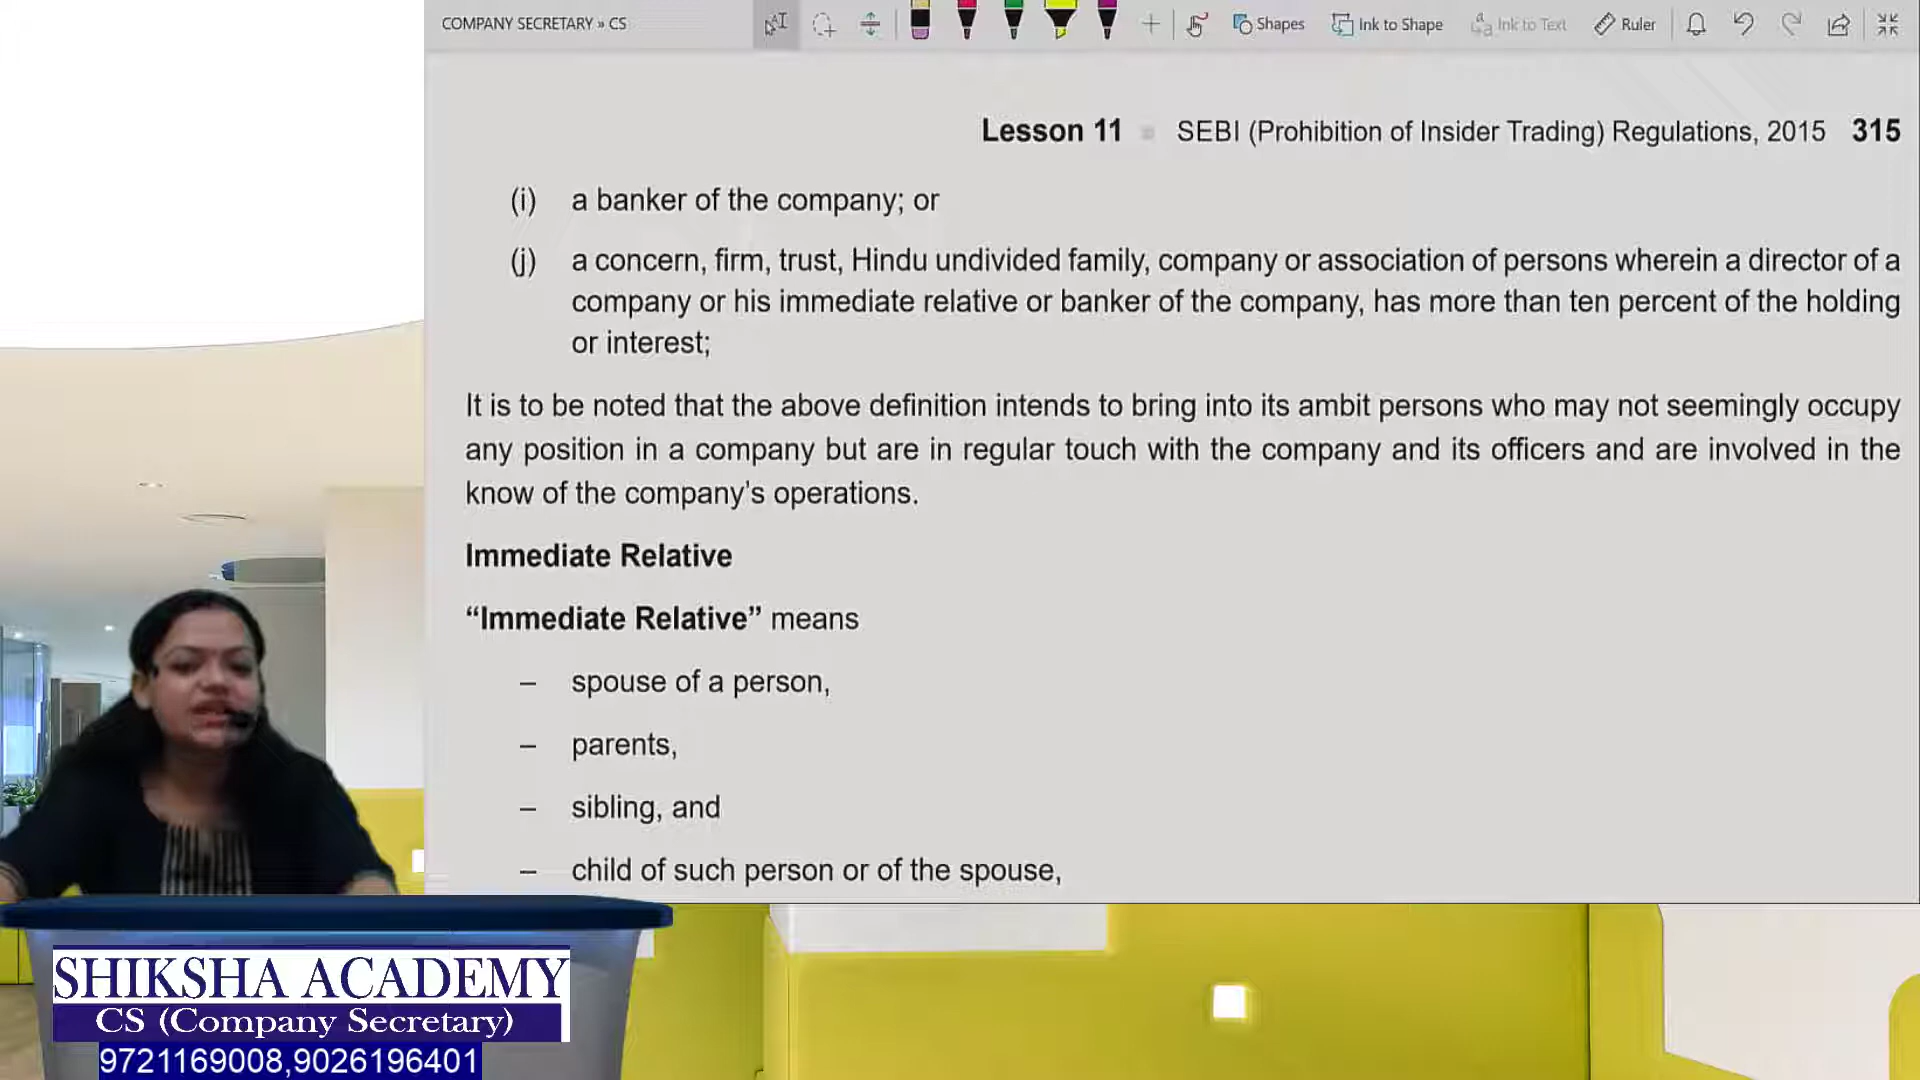 COMPANY SECRETARY » CS
Shapes
Ink to Shape
Ink to Text
Ruler
Lesson 11 ■ SEBI (Prohibition of Insider Trading) Regulations, 2015 315
(i) a banker of the company; or
(j) a concern, firm, trust, Hindu undivided family, company or association of persons wherein a director of a
company or his immediate relative or banker of the company, has more than ten percent of the holding
or interest;
It is to be noted that the above definition intends to bring into its ambit persons who may not seemingly occupy
any position in a company but are in regular touch with the company and its officers and are involved in the
know of the company’s operations.
Immediate Relative
“Immediate Relative” means
– spouse of a person,
– parents,
– sibling, and
– child of such person or of the spouse,
SHIKSHA ACADEMY
CS (Company Secretary)
9721169008,9026196401